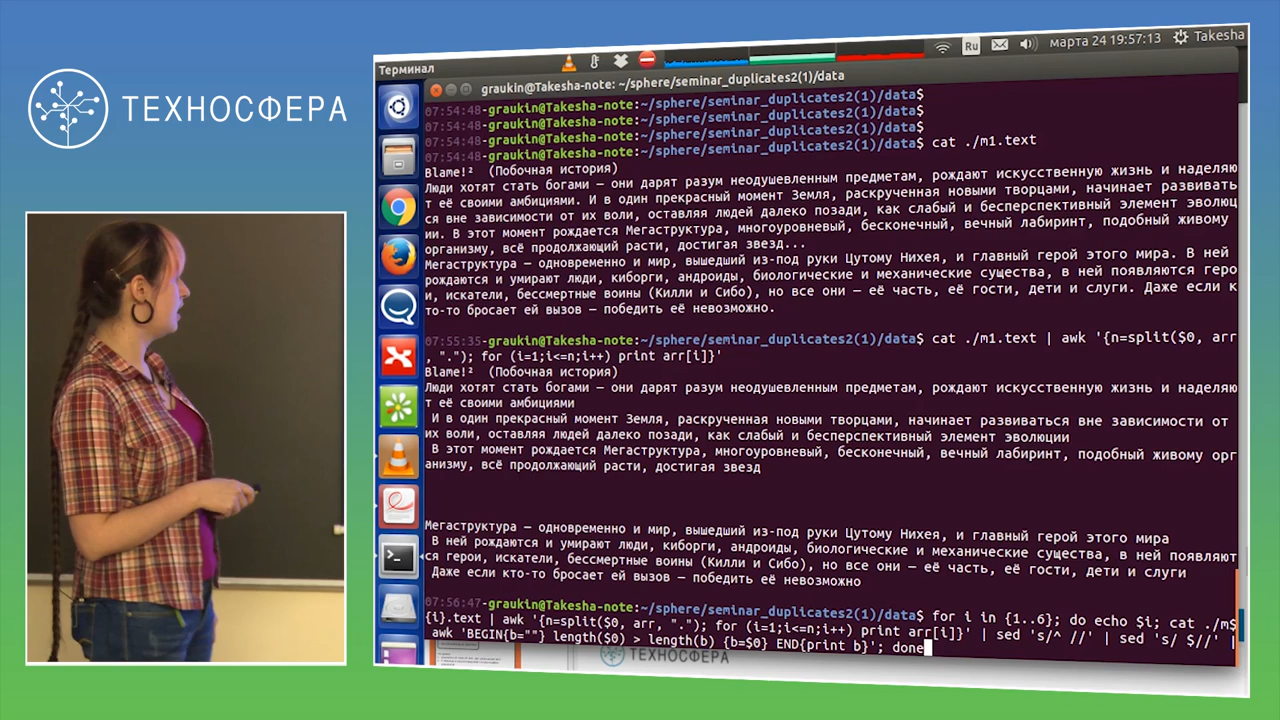 ТЕХНОСФЕРА
Терминал
Ru
марта 24 19:57:13
Takesha
graukin@Takesha-note: ~/sphere/seminar_duplicates2(1)/data
07:54:48-graukin@Takesha-note:~/sphere/seminar_duplicates2(1)/data$
07:54:48-graukin@Takesha-note:~/sphere/seminar_duplicates2(1)/data$
07:54:48-graukin@Takesha-note:~/sphere/seminar_duplicates2(1)/data$
07:54:48-graukin@Takesha-note:~/sphere/seminar_duplicates2(1)/data$ cat ./m1.text
Blame!² (Побочная история)
Люди хотят стать богами — они дарят разум неодушевленным предметам, рождают искусственную жизнь и наделяю
т её своими амбициями. И в один прекрасный момент Земля, раскрученная новыми творцами, начинает развивать
ся вне зависимости от их воли, оставляя людей далеко позади, как слабый и бесперспективный элемент эволюц
ии. В этот момент рождается Мегаструктура, многоуровневый, бесконечный, вечный лабиринт, подобный живому
организму, всё продолжающий расти, достигая звезд...
Мегаструктура — одновременно и мир, вышедший из-под руки Цутому Нихея, и главный герой этого мира. В ней
рождаются и умирают люди, киборги, андроиды, биологические и механические существа, в ней появляются геро
и, искатели, бессмертные воины (Килли и Сибо), но все они — её часть, её гости, дети и слуги. Даже если к
то-то бросает ей вызов — победить её невозможно.
07:55:35-graukin@Takesha-note:~/sphere/seminar_duplicates2(1)/data$ cat ./m1.text | awk '{n=split($0, arr
, "."); for (i=1;i<=n;i++) print arr[i]}'
Blame!² (Побочная история)
Люди хотят стать богами — они дарят разум неодушевленным предметам, рождают искусственную жизнь и наделяю
т её своими амбициями
И в один прекрасный момент Земля, раскрученная новыми творцами, начинает развиваться вне зависимости от
их воли, оставляя людей далеко позади, как слабый и бесперспективный элемент эволюции
В этот момент рождается Мегаструктура, многоуровневый, бесконечный, вечный лабиринт, подобный живому орг
анизму, всё продолжающий расти, достигая звезд
Мегаструктура — одновременно и мир, вышедший из-под руки Цутому Нихея, и главный герой этого мира
В ней рождаются и умирают люди, киборги, андроиды, биологические и механические существа, в ней появляют
ся герои, искатели, бессмертные воины (Килли и Сибо), но все они — её часть, её гости, дети и слуги
Даже если кто-то бросает ей вызов — победить её невозможно
07:56:47-graukin@Takesha-note:~/sphere/seminar_duplicates2(1)/data$ for i in {1..6}; do echo $i; cat ./m$
{i}.text | awk '{n=split($0, arr, "."); for (i=1;i<=n;i++) print arr[i]}' | sed 's/^ //' | sed 's/ $//' |
awk 'BEGIN{b=""} length($0) > length(b) {b=$0} END{print b}'; done
ТЕХНОСФЕРА